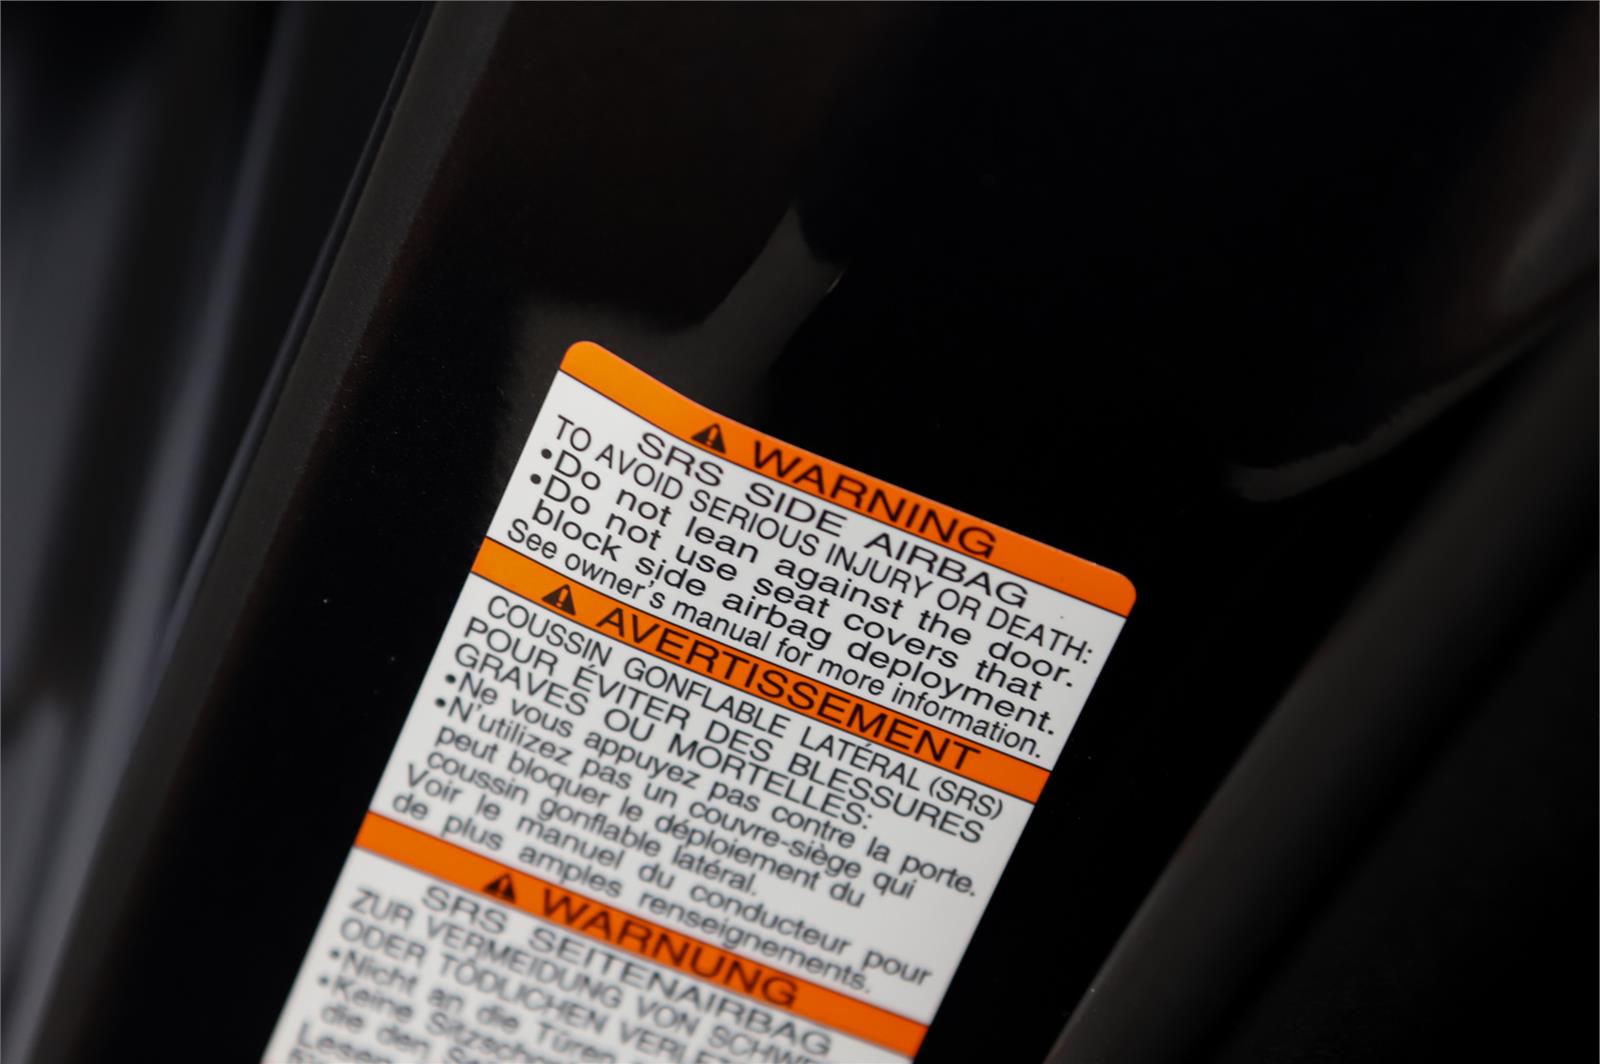 WARNING
SRS SIDE AIRBAG
TO AVOID SERIOUS INJURY OR DEATH:
•Do not lean against the door.
•Do not use seat covers that
block side airbag deployment.
See owner's manual for more information.
AVERTISSEMENT
COUSSIN GONFLABLE LATÉRAL (SRS)
POUR ÉVITER DES BLESSURES
GRAVES OU MORTELLES:
•Ne vous appuyez pas contre la porte.
•N'utilizez pas un couvre-siège qui
peut bloquer le déploiement du
coussin gonflable latéral.
Voir le manuel du conducteur pour
de plus amples renseignements.
WARNUNG
SRS SEITENAIRBAG
ZUR VERMEIDUNG VON
ODER TÖDLICHEN
•Nicht an die Türen
•Keine
die den
Lesen